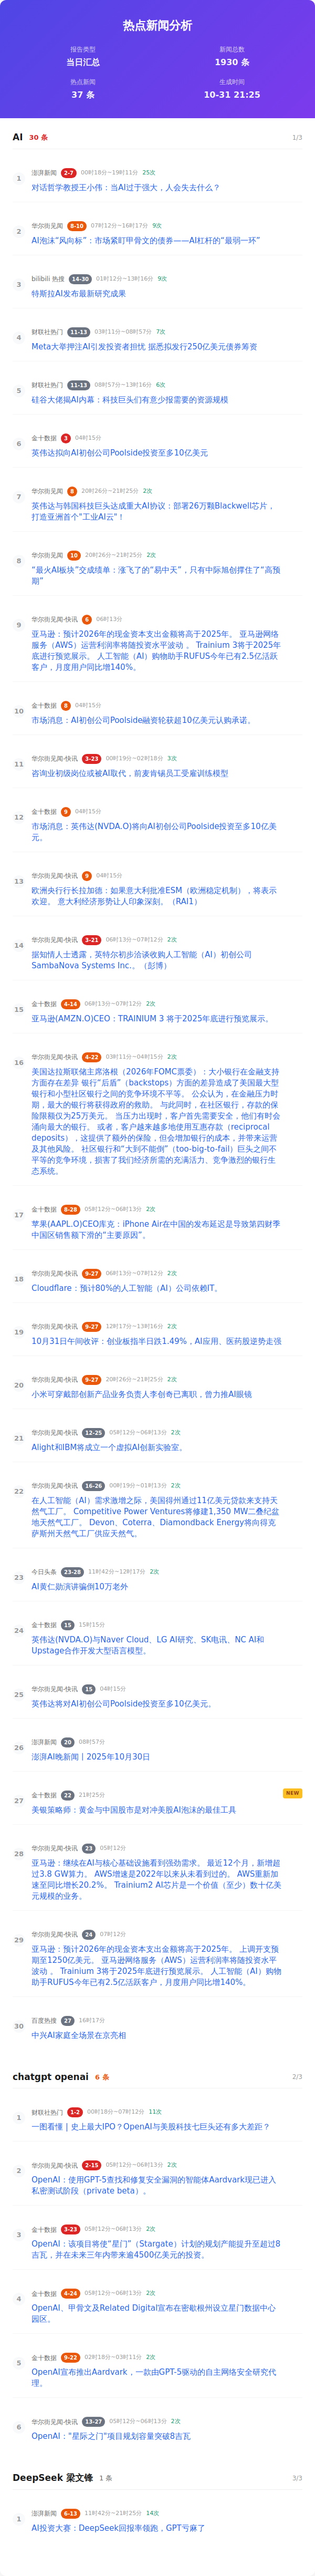 热点新闻分析
报告类型
新闻总数
当日汇总
1930 条
热点新闻
生成时间
37 条
10-31 21:25
AI 30 条 1/3
1
澎湃新闻 2-7 00时18分~19时11分 25次
对话哲学教授王小伟：当AI过于强大，人会失去什么？
2
华尔街见闻 8-10 07时12分~16时17分 9次
AI泡沫“风向标”：市场紧盯甲骨文的债券——AI杠杆的“最弱一环”
3
bilibili 热搜 14-30 01时12分~13时16分 9次
特斯拉AI发布最新研究成果
4
财联社热门 11-13 03时11分~08时57分 7次
Meta大举押注AI引发投资者担忧 据悉拟发行250亿美元债券筹资
5
财联社热门 11-13 08时57分~13时16分 6次
硅谷大佬揭AI内幕：科技巨头们有意少报需要的资源规模
6
金十数据 3 04时15分
英伟达拟向AI初创公司Poolside投资至多10亿美元
7
华尔街见闻 8 20时26分~21时25分 2次
英伟达与韩国科技巨头达成重大AI协议：部署26万颗Blackwell芯片，
打造亚洲首个"工业AI云"！
8
华尔街见闻 10 20时26分~21时25分 2次
“最火AI板块”交成绩单：涨飞了的“易中天”，只有中际旭创撑住了“高预
期”
9
华尔街见闻-快讯 6 06时13分
亚马逊：预计2026年的现金资本支出金额将高于2025年。 亚马逊网络
服务（AWS）运营利润率将随投资水平波动 。 Trainium 3将于2025年
底进行预览展示。 人工智能（AI）购物助手RUFUS今年已有2.5亿活跃
客户，月度用户同比增140%。
10
金十数据 8 04时15分
市场消息：AI初创公司Poolside融资轮获超10亿美元认购承诺。
11
华尔街见闻-快讯 3-23 00时19分~02时18分 3次
咨询业初级岗位或被AI取代，前麦肯锡员工受雇训练模型
12
金十数据 9 04时15分
市场消息：英伟达(NVDA.O)将向AI初创公司Poolside投资至多10亿美
元。
13
华尔街见闻-快讯 9 04时15分
欧洲央行行长拉加德：如果意大利批准ESM（欧洲稳定机制），将表示
欢迎。 意大利经济形势让人印象深刻。（RAI1）
14
华尔街见闻-快讯 3-21 06时13分~07时12分 2次
据知情人士透露，英特尔初步洽谈收购人工智能（AI）初创公司
SambaNova Systems Inc.。（彭博）
15
金十数据 4-14 06时13分~07时12分 2次
亚马逊(AMZN.O)CEO：TRAINIUM 3 将于2025年底进行预览展示。
16
华尔街见闻-快讯 4-22 03时11分~04时15分 2次
美国达拉斯联储主席洛根（2026年FOMC票委）：大小银行在金融支持
方面存在差异 银行“后盾”（backstops）方面的差异造成了美国最大型
银行和小型社区银行之间的竞争环境不平等。 公众认为，在金融压力时
期，最大的银行将获得政府的救助。 与此同时，在社区银行，存款的保
险限额仅为25万美元。 当压力出现时，客户首先需要安全，他们有时会
涌向最大的银行。 或者，客户越来越多地使用互惠存款（reciprocal
deposits），这提供了额外的保险，但会增加银行的成本，并带来运营
及其他风险。 社区银行和“大到不能倒”（too-big-to-fail）巨头之间不
平等的竞争环境，损害了我们经济所需的充满活力、竞争激烈的银行生
态系统。
17
金十数据 8-28 05时12分~06时13分 2次
苹果(AAPL.O)CEO库克：iPhone Air在中国的发布延迟是导致第四财季
中国区销售额下滑的“主要原因”。
18
华尔街见闻-快讯 9-27 06时13分~07时12分 2次
Cloudflare：预计80%的人工智能（AI）公司依赖IT。
19
华尔街见闻-快讯 9-27 12时17分~13时16分 2次
10月31日午间收评：创业板指半日跌1.49%，AI应用、医药股逆势走强
20
华尔街见闻-快讯 9-27 20时26分~21时25分 2次
小米可穿戴部创新产品业务负责人李创奇已离职，曾力推AI眼镜
21
华尔街见闻-快讯 12-25 05时12分~06时13分 2次
Alight和IBM将成立一个虚拟AI创新实验室。
22
华尔街见闻-快讯 16-26 00时19分~01时13分 2次
在人工智能（AI）需求激增之际，美国得州通过11亿美元贷款来支持天
然气工厂。 Competitive Power Ventures将修建1,350 MW二叠纪盆
地天然气工厂。 Devon、Coterra、Diamondback Energy将向得克
萨斯州天然气工厂供应天然气。
23
今日头条 23-28 11时42分~12时17分 2次
AI黄仁勋演讲骗倒10万老外
24
金十数据 15 15时15分
英伟达(NVDA.O)与Naver Cloud、LG AI研究、SK电讯、NC AI和
Upstage合作开发大型语言模型。
25
华尔街见闻-快讯 15 04时15分
英伟达将对AI初创公司Poolside投资至多10亿美元。
26
澎湃新闻 20 08时57分
澎湃AI晚新闻丨2025年10月30日
27
金十数据 22 21时25分 NEW
美银策略师：黄金与中国股市是对冲美股AI泡沫的最佳工具
28
华尔街见闻-快讯 23 05时12分
亚马逊：继续在AI与核心基础设施看到强劲需求。 最近12个月，新增超
过3.8 GW算力。 AWS增速是2022年以来从未看到过的。 AWS重新加
速至同比增长20.2%。 Trainium2 AI芯片是一个价值（至少）数十亿美
元规模的业务。
29
华尔街见闻-快讯 24 07时12分
亚马逊：预计2026年的现金资本支出金额将高于2025年。 上调开支预
期至1250亿美元。 亚马逊网络服务（AWS）运营利润率将随投资水平
波动 。 Trainium 3将于2025年底进行预览展示。 人工智能（AI）购物
助手RUFUS今年已有2.5亿活跃客户，月度用户同比增140%。
30
百度热搜 27 16时17分
中兴AI家庭全场景在京亮相
chatgpt openai 6 条 2/3
1
财联社热门 1-2 00时18分~07时12分 11次
一图看懂 | 史上最大IPO？OpenAI与美股科技七巨头还有多大差距？
2
华尔街见闻-快讯 2-15 05时12分~06时13分 2次
OpenAI：使用GPT-5查找和修复安全漏洞的智能体Aardvark现已进入
私密测试阶段（private beta）。
3
金十数据 3-23 05时12分~06时13分 2次
OpenAI：该项目将使“星门”（Stargate）计划的规划产能提升至超过8
吉瓦，并在未来三年内带来逾4500亿美元的投资。
4
金十数据 4-24 05时12分~06时13分 2次
OpenAI、甲骨文及Related Digital宣布在密歇根州设立星门数据中心
园区。
5
金十数据 9-22 02时18分~03时11分 2次
OpenAI宣布推出Aardvark，一款由GPT-5驱动的自主网络安全研究代
理。
6
华尔街见闻-快讯 13-27 05时12分~06时13分 2次
OpenAI："星际之门"项目规划容量突破8吉瓦
DeepSeek 梁文锋 1 条 3/3
1
澎湃新闻 6-13 11时42分~21时25分 14次
AI投资大赛：DeepSeek回报率领跑，GPT亏麻了